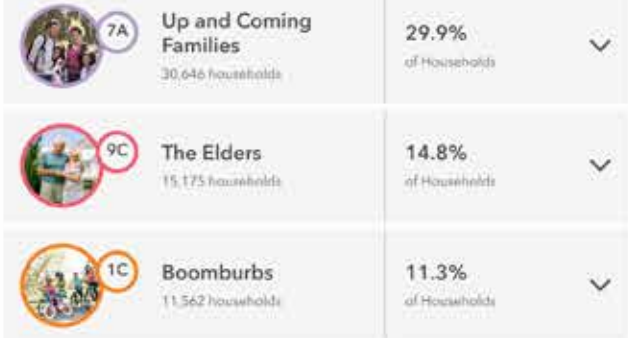 7A
Up and Coming
Families
30,646 households
29.9%
of Households
9C
The Elders
15,175 households
14.8%
of Households
1C
Boomburbs
11,562 households
11.3%
of Households